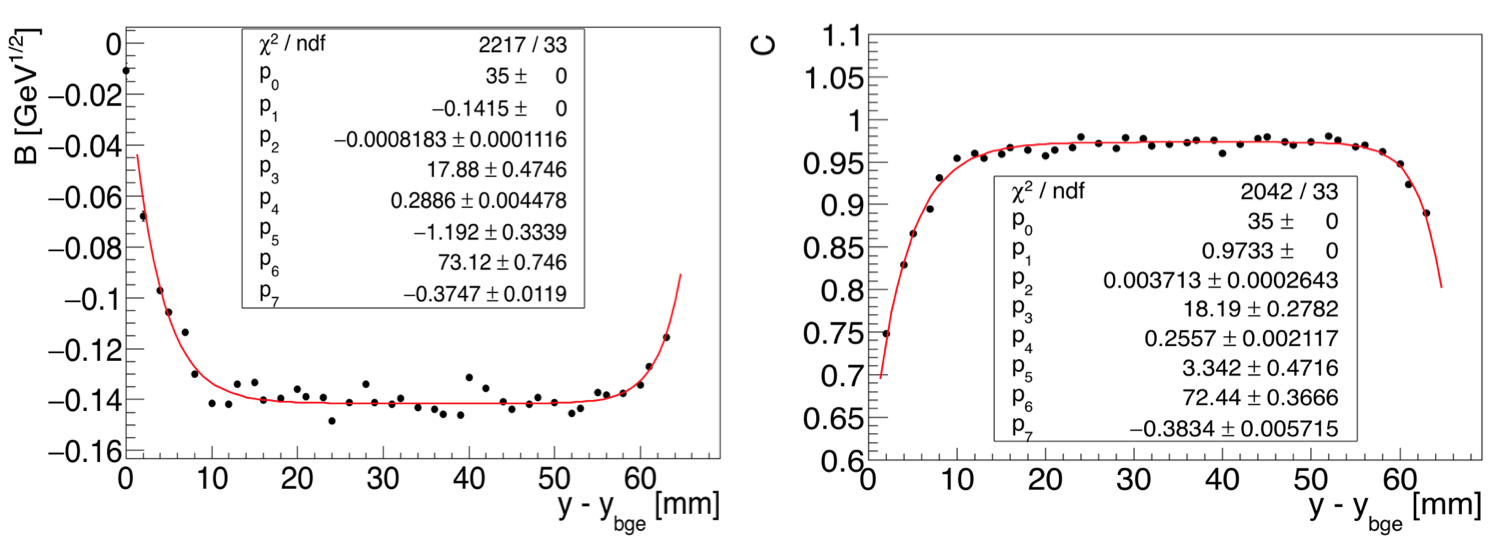 B [GeV^1/2]
0
−0.02
−0.04
−0.06
−0.08
−0.1
−0.12
−0.14
−0.16
χ² / ndf 2217 / 33
p₀ 35 ± 0
p₁ −0.1415 ± 0
p₂ −0.0008183 ± 0.0001116
p₃ 17.88 ± 0.4746
p₄ 0.2886 ± 0.004478
p₅ −1.192 ± 0.3339
p₆ 73.12 ± 0.746
p₇ −0.3747 ± 0.0119
0 10 20 30 40 50 60
y - y_bge [mm]
C
1.1
1.05
1
0.95
0.9
0.85
0.8
0.75
0.7
0.65
0.6
χ² / ndf 2042 / 33
p₀ 35 ± 0
p₁ 0.9733 ± 0
p₂ 0.003713 ± 0.0002643
p₃ 18.19 ± 0.2782
p₄ 0.2557 ± 0.002117
p₅ 3.342 ± 0.4716
p₆ 72.44 ± 0.3666
p₇ −0.3834 ± 0.005715
0 10 20 30 40 50 60
y - y_bge [mm]